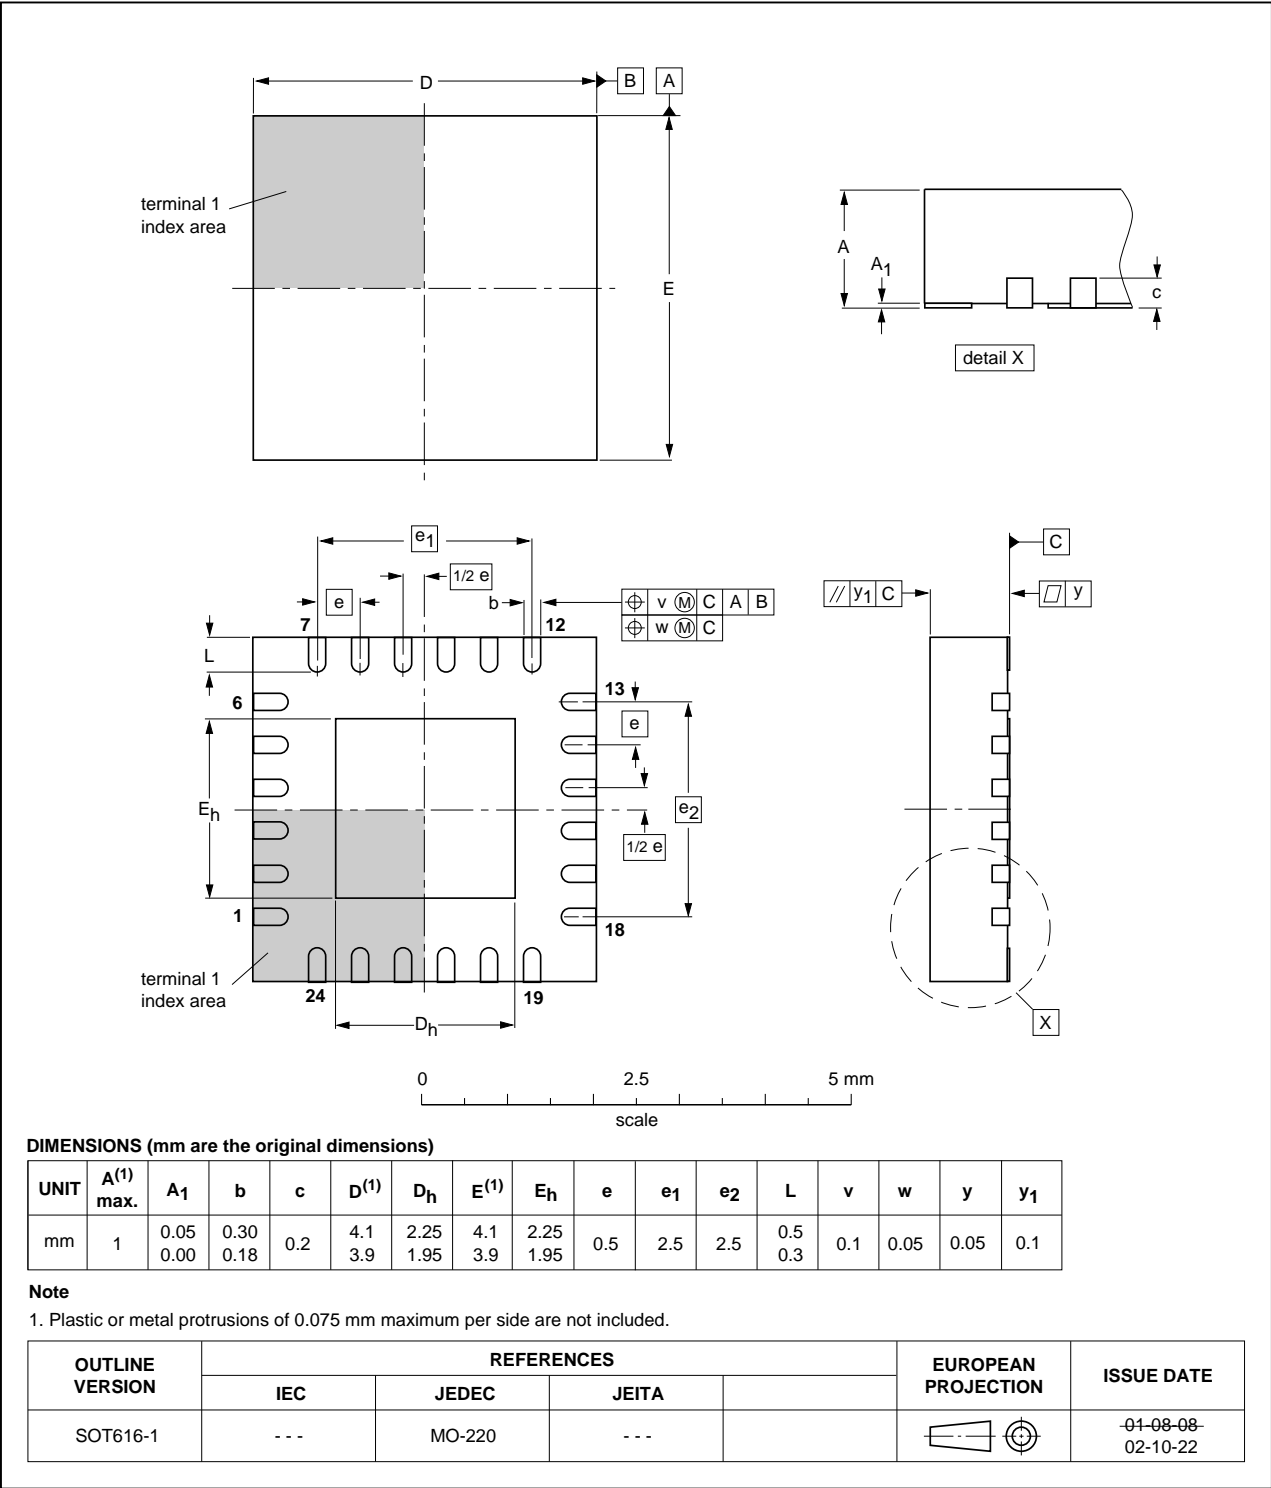 D
B
A
terminal 1
index area
E
A
A1
c
detail X
e1
e
1/2 e
b
v M C A B
w M C
7
12
L
6
13
e
Eh
e2
1/2 e
1
18
terminal 1
index area
24
19
Dh
C
// y1 C
y
X
0 2.5 5 mm
scale
DIMENSIONS (mm are the original dimensions)
UNIT A(1) max. A1 b c D(1) Dh E(1) Eh e e1 e2 L v w y y1
mm 1 0.05 0.00 0.30 0.18 0.2 4.1 3.9 2.25 1.95 4.1 3.9 2.25 1.95 0.5 2.5 2.5 0.5 0.3 0.1 0.05 0.05 0.1
Note
1. Plastic or metal protrusions of 0.075 mm maximum per side are not included.
OUTLINE VERSION
REFERENCES
EUROPEAN PROJECTION
ISSUE DATE
IEC JEDEC JEITA
SOT616-1 - - - MO-220 - - -
01-08-08
02-10-22